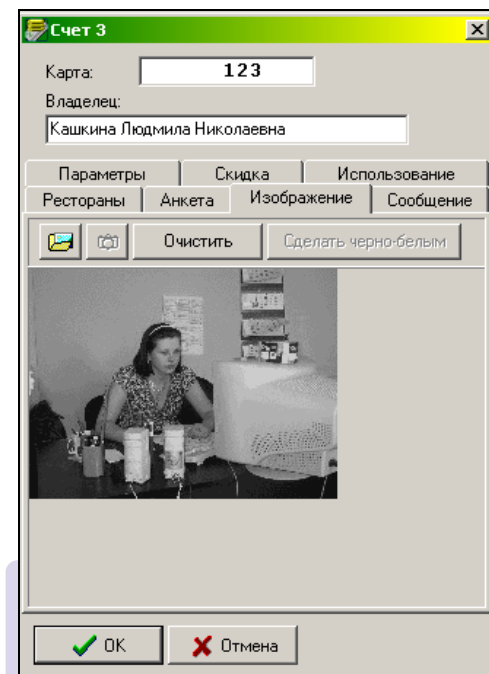 Счет 3
Карта: 123
Владелец:
Кашкина Людмила Николаевна
Параметры Скидка Использование
Рестораны Анкета Изображение Сообщение
Очистить Сделать черно-белым
OK Отмена